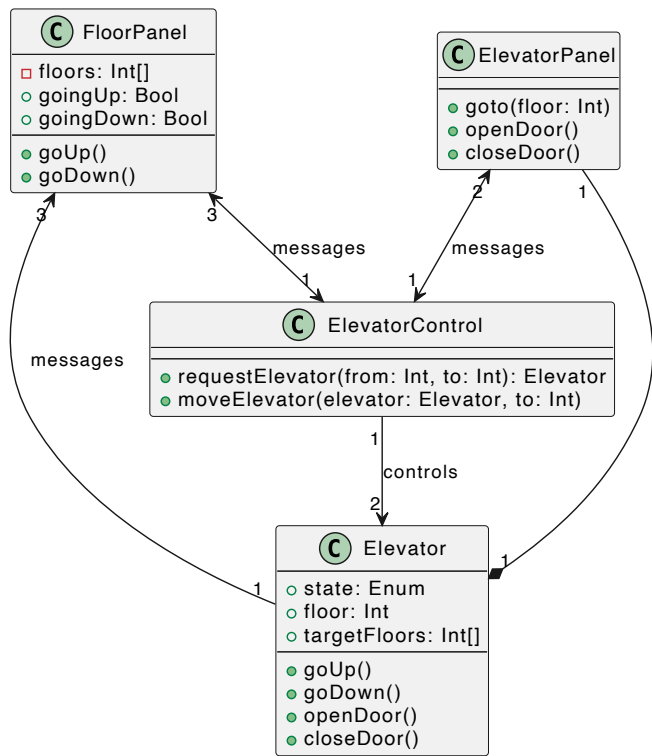 C FloorPanel
floors: Int[]
goingUp: Bool
goingDown: Bool
goUp()
goDown()
C ElevatorPanel
goto(floor: Int)
openDoor()
closeDoor()
3
3
2
1
messages
messages
1
1
C ElevatorControl
requestElevator(from: Int, to: Int): Elevator
moveElevator(elevator: Elevator, to: Int)
messages
1
controls
2
1
1
C Elevator
state: Enum
floor: Int
targetFloors: Int[]
goUp()
goDown()
openDoor()
closeDoor()